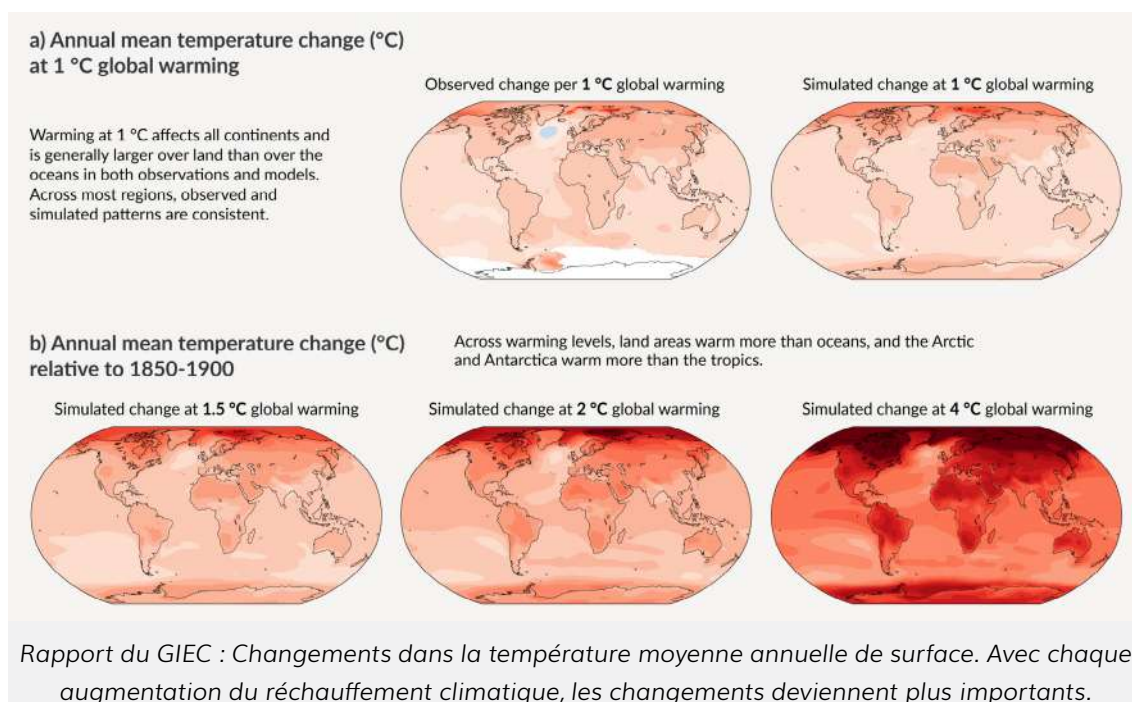 a) Annual mean temperature change (°C)
at 1 °C global warming
Observed change per 1 °C global warming
Simulated change at 1 °C global warming
Warming at 1 °C affects all continents and
is generally larger over land than over the
oceans in both observations and models.
Across most regions, observed and
simulated patterns are consistent.
b) Annual mean temperature change (°C)
relative to 1850-1900
Across warming levels, land areas warm more than oceans, and the Arctic
and Antarctica warm more than the tropics.
Simulated change at 1.5 °C global warming
Simulated change at 2 °C global warming
Simulated change at 4 °C global warming
Rapport du GIEC : Changements dans la température moyenne annuelle de surface. Avec chaque
augmentation du réchauffement climatique, les changements deviennent plus importants.